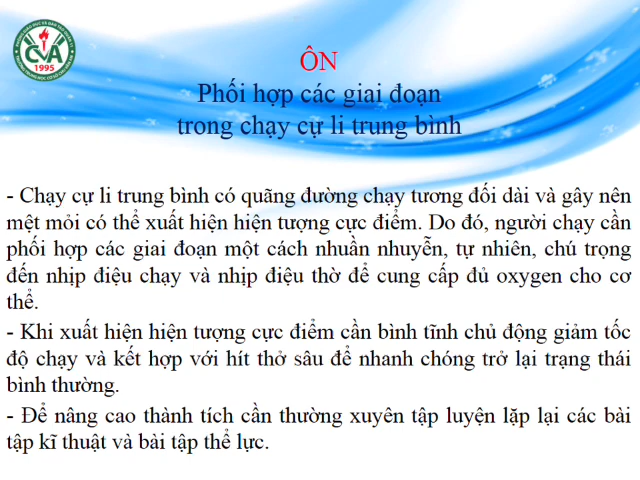 CVA
1995
ÔN
Phối hợp các giai đoạn
trong chạy cự li trung bình
- Chạy cự li trung bình có quãng đường chạy tương đối dài và gây nên
mệt mỏi có thể xuất hiện hiện tượng cực điểm. Do đó, người chạy cần
phối hợp các giai đoạn một cách nhuần nhuyễn, tự nhiên, chú trọng
đến nhịp điệu chạy và nhịp điệu thờ để cung cấp đủ oxygen cho cơ
thể.
- Khi xuất hiện hiện tượng cực điểm cần bình tĩnh chủ động giảm tốc
độ chạy và kết hợp với hít thở sâu để nhanh chóng trở lại trạng thái
bình thường.
- Để nâng cao thành tích cần thường xuyên tập luyện lặp lại các bài
tập kĩ thuật và bài tập thể lực.